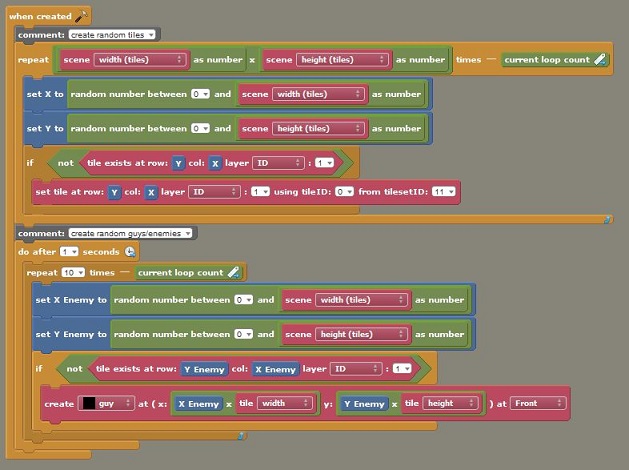 when created
comment: create random tiles
repeat scene width (tiles) as number x scene height (tiles) as number times — current loop count
set X to random number between 0 and scene width (tiles) as number
set Y to random number between 0 and scene height (tiles) as number
if not tile exists at row: Y col: X layer ID : 1
set tile at row: Y col: X layer ID : 1 using tileID: 0 from tilesetID: 11
comment: create random guys/enemies
do after 1 seconds
repeat 10 times — current loop count
set X Enemy to random number between 0 and scene width (tiles) as number
set Y Enemy to random number between 0 and scene height (tiles) as number
if not tile exists at row: Y Enemy col: X Enemy layer ID : 1
create guy at ( x: X Enemy x tile width y: Y Enemy x tile height ) at Front